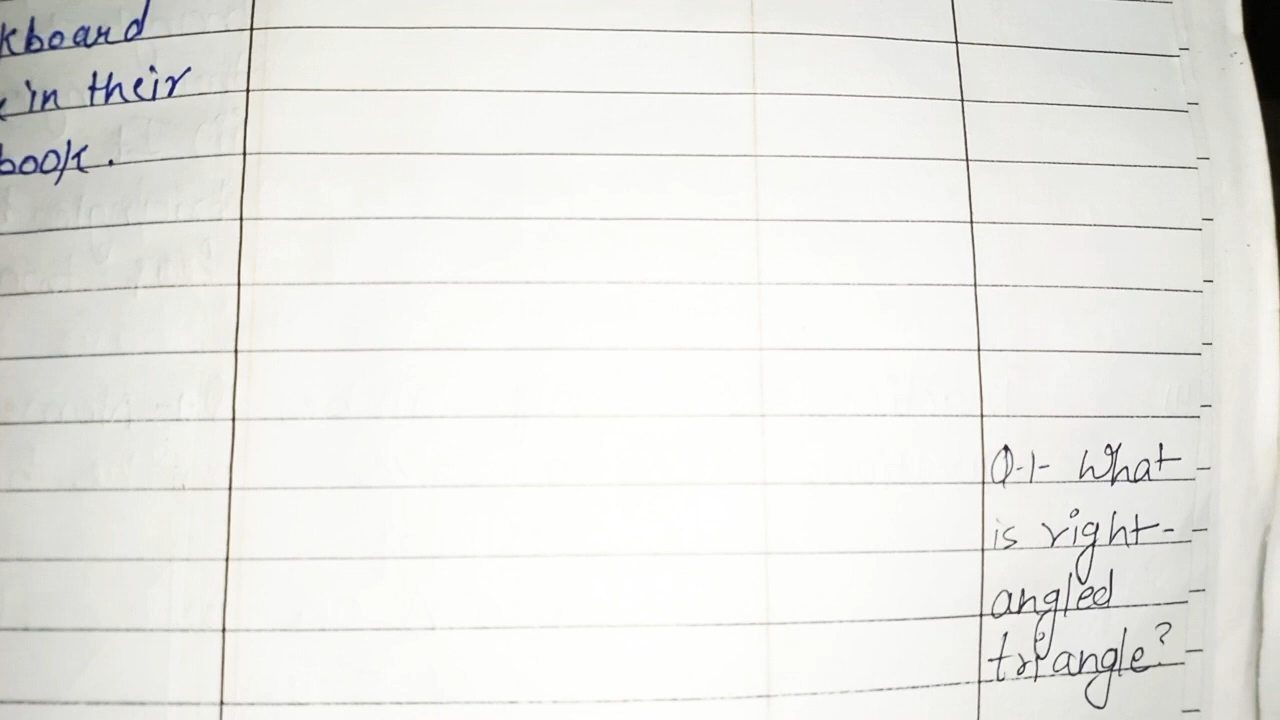 kboard
in their
book.
Q-1- What
is right-
angled
triangle?